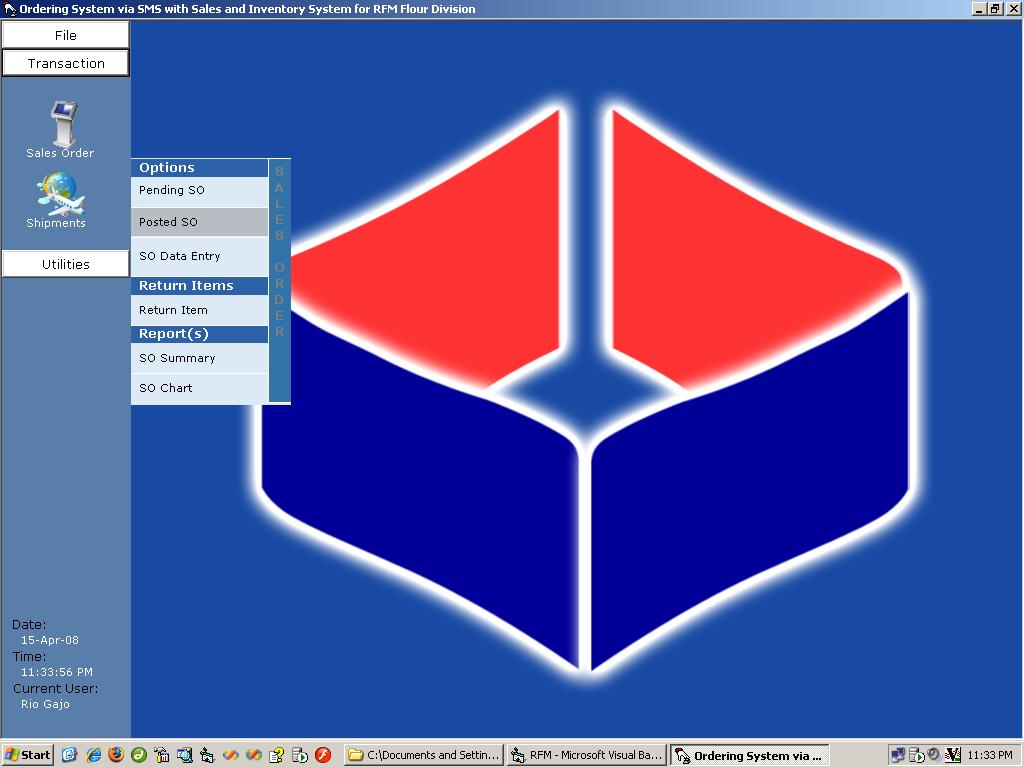 Ordering System via SMS with Sales and Inventory System for RFM Flour Division
File
Transaction
Sales Order
Shipments
Utilities
Options
Pending SO
Posted SO
SO Data Entry
Return Items
Return Item
Report(s)
SO Summary
SO Chart
SALES ORDER
Date:
15-Apr-08
Time:
11:33:56 PM
Current User:
Rio Gajo
Start
C:\Documents and Settin...
RFM - Microsoft Visual Ba...
Ordering System via ...
11:33 PM